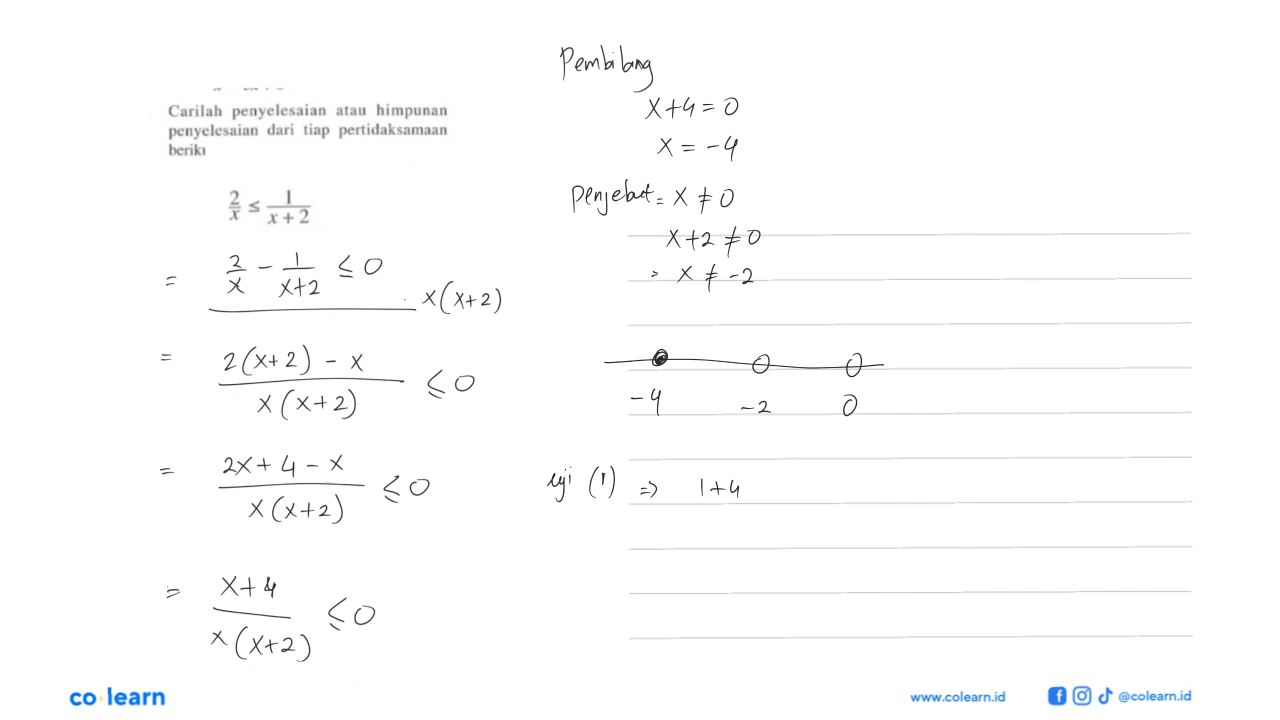 Carilah penyelesaian atau himpunan
penyelesaian dari tiap pertidaksamaan
berikt
2/x ≤ 1/(x + 2)
= 2/x - 1/(x+2) ≤ 0
x(x+2)
= (2(x+2) - x)/(x(x+2)) ≤ 0
= (2x + 4 - x)/(x(x+2)) ≤ 0
= (x+4)/(x(x+2)) ≤ 0
Pembilang
x+4 = 0
x = -4
Penyebut = x ≠ 0
x+2 ≠ 0
= x ≠ -2
-4 -2 0
uji (1) => 1+4
co learn
www.colearn.id @colearn.id